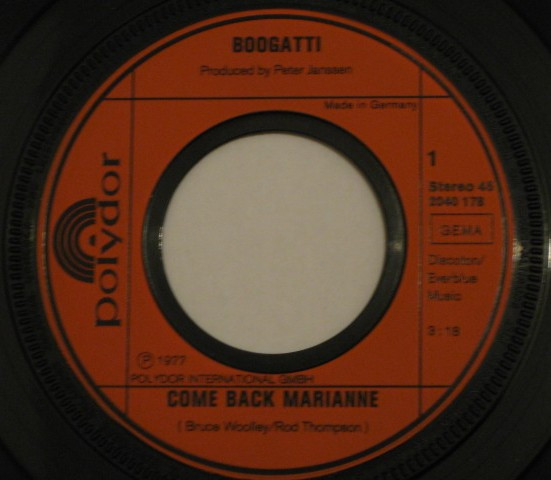 BOOGATTI
Produced by Peter Janssen
Made in Germany
1
Stereo 45
2040 178
GEMA
Discoton/
Everblue
Music
3:18
polydor
Ⓟ 1977
POLYDOR INTERNATIONAL GMBH
COME BACK MARIANNE
(Bruce Woolley/Rod Thompson)